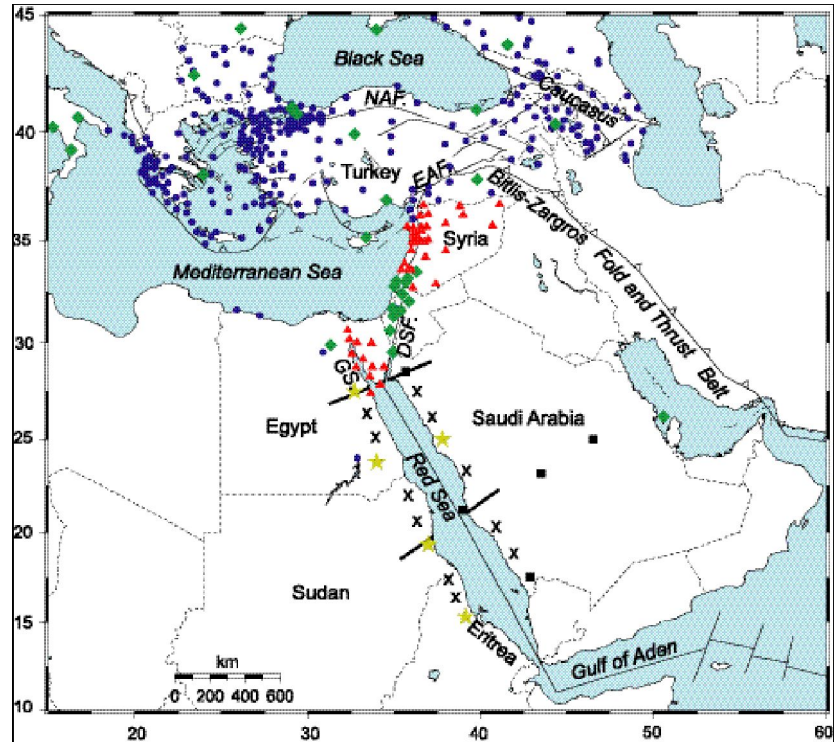 45
Black Sea
Caucasus
NAF.
40
EAF.
Turkey
Bittis-Zargros Fold and Thrust Belt
35
Syria
Mediterranean Sea
30
DSF.
GS
Egypt
Saudi Arabia
25
Red Sea
20
Sudan
15
Eritrea
km
Gulf of Aden
0 200 400 600
10
20
30
40
50
60